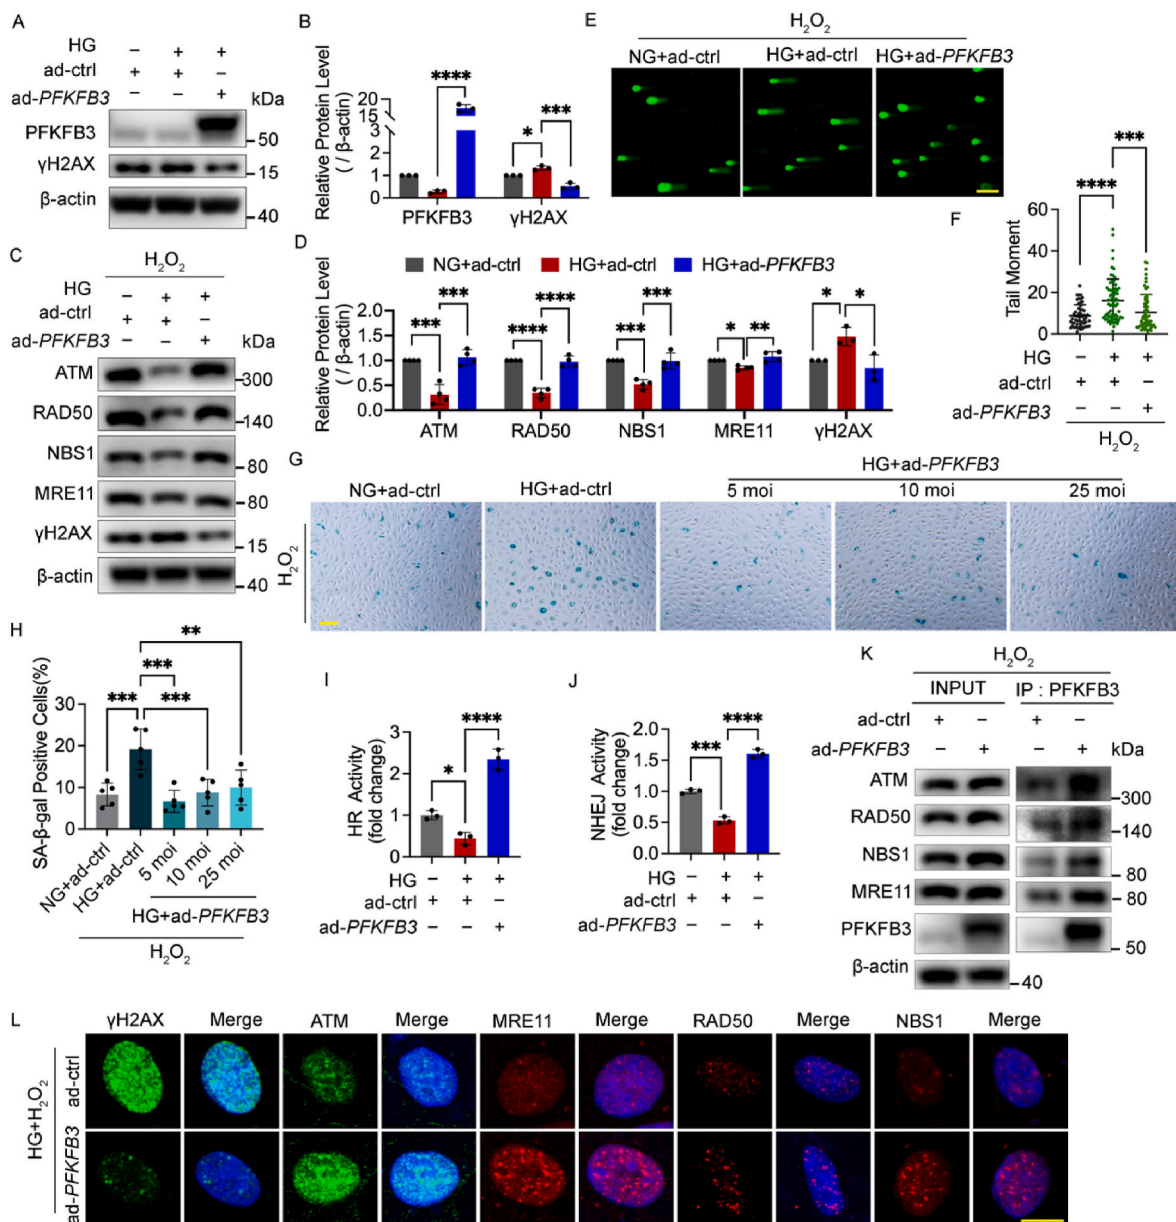 A
HG – + +
ad-ctrl + + –
ad-PFKFB3 – – + kDa
PFKFB3 50
γH2AX 15
β-actin 40
B
Relative Protein Level
( / β-actin)
20
15
3
2
1
0
**** * ***
PFKFB3 γH2AX
C
H2O2
HG – + +
ad-ctrl + + –
ad-PFKFB3 – – + kDa
ATM 300
RAD50 140
NBS1 80
MRE11 80
γH2AX 15
β-actin 40
D
NG+ad-ctrl HG+ad-ctrl HG+ad-PFKFB3
Relative Protein Level
( / β-actin)
2.0
1.5
1.0
0.5
0.0
*** *** **** **** *** *** * ** * *
ATM RAD50 NBS1 MRE11 γH2AX
E
H2O2
NG+ad-ctrl HG+ad-ctrl HG+ad-PFKFB3
F
Tail Moment
60
40
20
0
**** ***
HG – + +
ad-ctrl + + –
ad-PFKFB3 – – +
H2O2
G
HG+ad-PFKFB3
NG+ad-ctrl HG+ad-ctrl 5 moi 10 moi 25 moi
H2O2
H
SA-β-gal Positive Cells(%)
30
20
10
0
*** *** *** **
NG+ad-ctrl HG+ad-ctrl 5 moi 10 moi 25 moi
HG+ad-PFKFB3
H2O2
I
HR Activity
(fold change)
3
2
1
0
* ****
HG – + +
ad-ctrl + + –
ad-PFKFB3 – – +
J
NHEJ Activity
(fold change)
1.5
1.0
0.5
0.0
*** ****
HG – + +
ad-ctrl + + –
ad-PFKFB3 – – +
K
H2O2
INPUT IP : PFKFB3
ad-ctrl + – + –
ad-PFKFB3 – + – + kDa
ATM 300
RAD50 140
NBS1 80
MRE11 80
PFKFB3 50
β-actin 40
L
γH2AX Merge ATM Merge MRE11 Merge RAD50 Merge NBS1 Merge
HG+H2O2
ad-ctrl
ad-PFKFB3